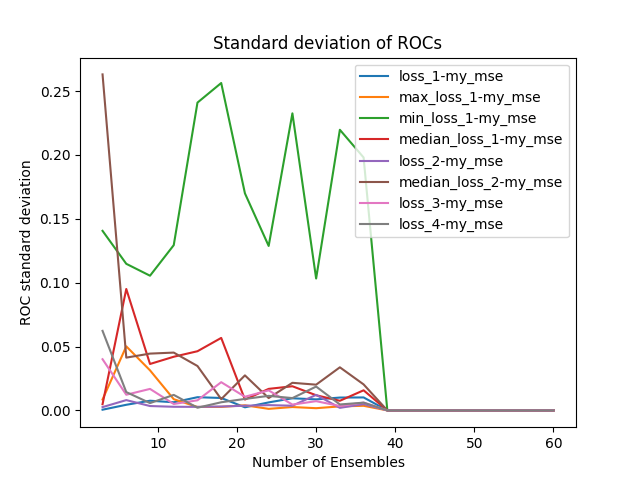 Standard deviation of ROCs
loss_1-my_mse
max_loss_1-my_mse
min_loss_1-my_mse
median_loss_1-my_mse
loss_2-my_mse
median_loss_2-my_mse
loss_3-my_mse
loss_4-my_mse
ROC standard deviation
0.25
0.20
0.15
0.10
0.05
0.00
10 20 30 40 50 60
Number of Ensembles